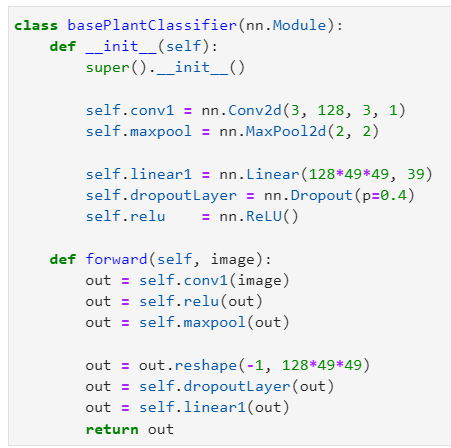 class basePlantClassifier(nn.Module):
    def __init__(self):
        super().__init__()

        self.conv1 = nn.Conv2d(3, 128, 3, 1)
        self.maxpool = nn.MaxPool2d(2, 2)

        self.linear1 = nn.Linear(128*49*49, 39)
        self.dropoutLayer = nn.Dropout(p=0.4)
        self.relu    = nn.ReLU()

    def forward(self, image):
        out = self.conv1(image)
        out = self.relu(out)
        out = self.maxpool(out)

        out = out.reshape(-1, 128*49*49)
        out = self.dropoutLayer(out)
        out = self.linear1(out)
        return out